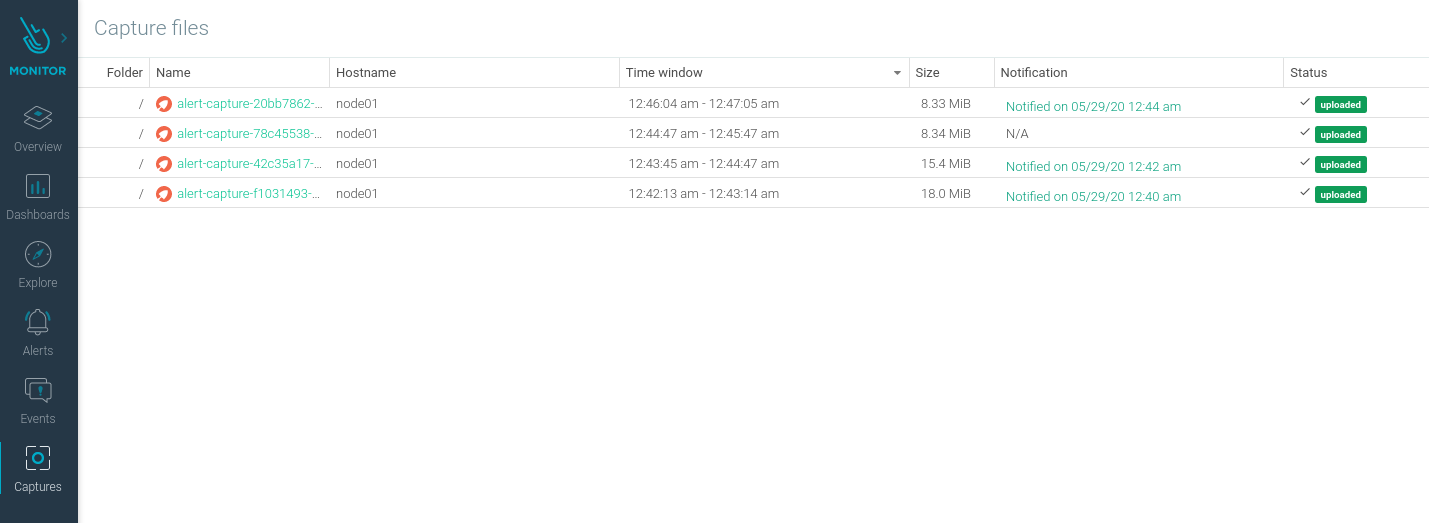 MONITOR
Overview
Dashboards
Explore
Alerts
Events
Captures
Capture files
Folder Name Hostname Time window Size Notification Status
/ alert-capture-20bb7862-... node01 12:46:04 am - 12:47:05 am 8.33 MiB Notified on 05/29/20 12:44 am uploaded
/ alert-capture-78c45538-... node01 12:44:47 am - 12:45:47 am 8.34 MiB N/A uploaded
/ alert-capture-42c35a17-... node01 12:43:45 am - 12:44:47 am 15.4 MiB Notified on 05/29/20 12:42 am uploaded
/ alert-capture-f1031493-... node01 12:42:13 am - 12:43:14 am 18.0 MiB Notified on 05/29/20 12:40 am uploaded